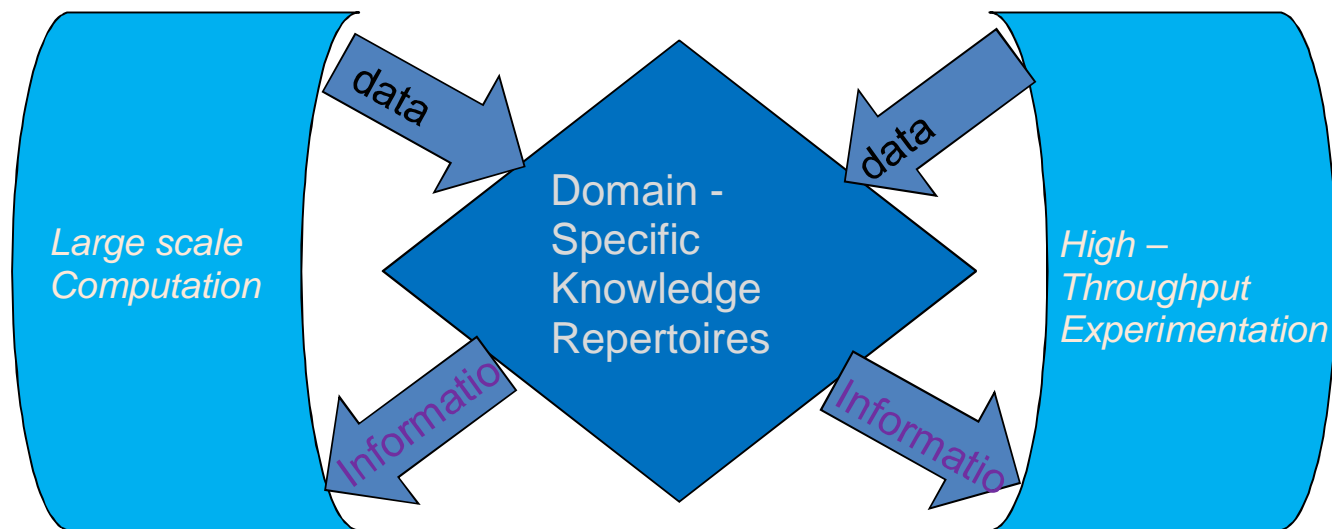 data
data
Large scale
Computation
Domain -
Specific
Knowledge
Repertoires
High –
Throughput
Experimentation
Informatio
Informatio